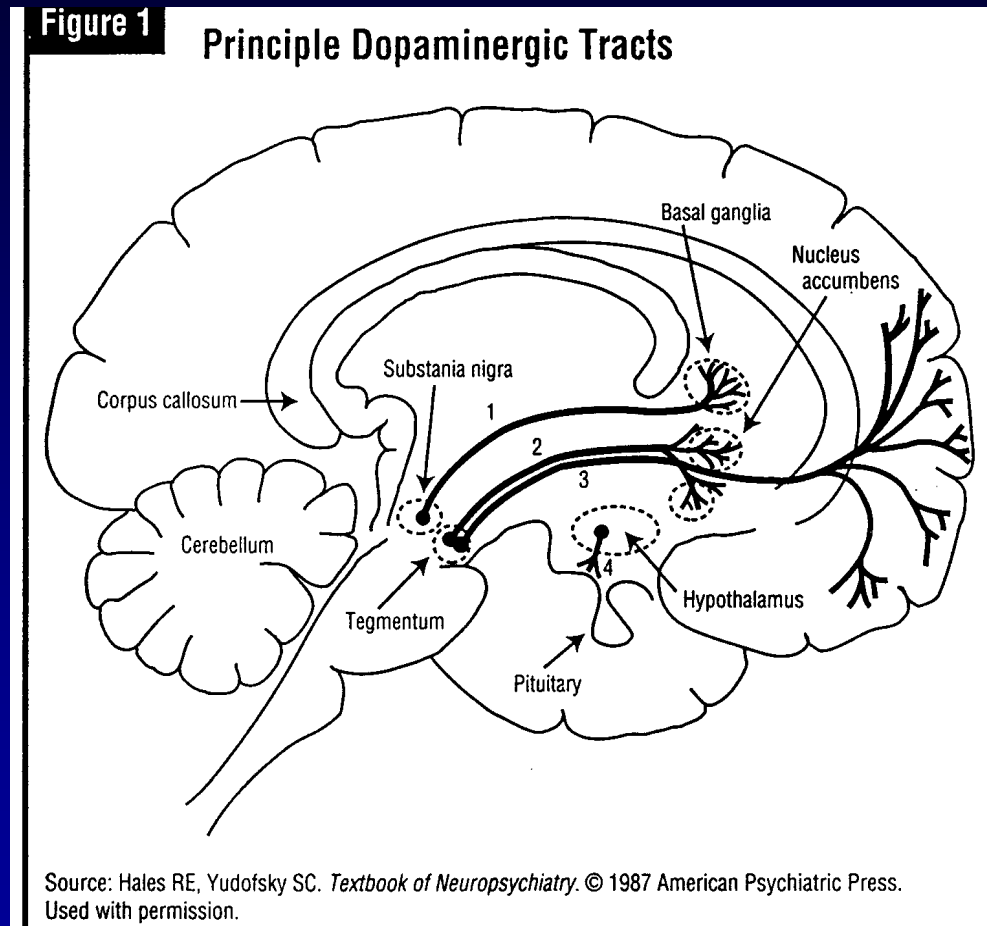 Figure 1
Principle Dopaminergic Tracts
Basal ganglia
Nucleus
accumbens
Substania nigra
Corpus callosum
1
2
3
Cerebellum
4
Tegmentum
Hypothalamus
Pituitary
Source: Hales RE, Yudofsky SC. Textbook of Neuropsychiatry. © 1987 American Psychiatric Press.
Used with permission.